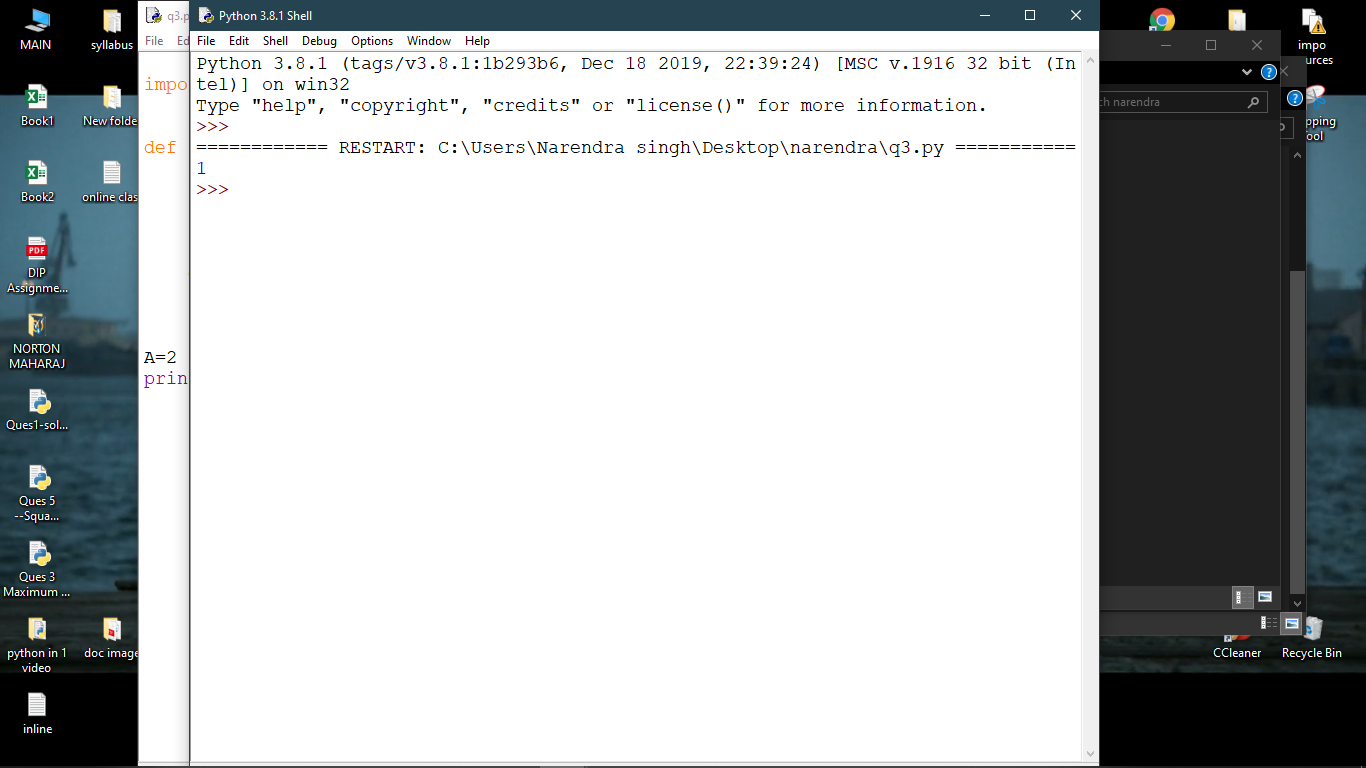 MAIN
syllabus
Book1
New folde
Book2
online clas
DIP
Assignme...
NORTON
MAHARAJ
Ques1-sol...
Ques 5
--Squa...
Ques 3
Maximum ...
python in 1
video
doc image
inline
q3.p
File Ed
impo
def
A=2
prin
Python 3.8.1 Shell
File Edit Shell Debug Options Window Help
Python 3.8.1 (tags/v3.8.1:1b293b6, Dec 18 2019, 22:39:24) [MSC v.1916 32 bit (In
tel)] on win32
Type "help", "copyright", "credits" or "license()" for more information.
>>>
============ RESTART: C:\Users\Narendra singh\Desktop\narendra\q3.py ===========
1
>>>
ch narendra
impo
urces
pping
ool
CCleaner
Recycle Bin
PDF